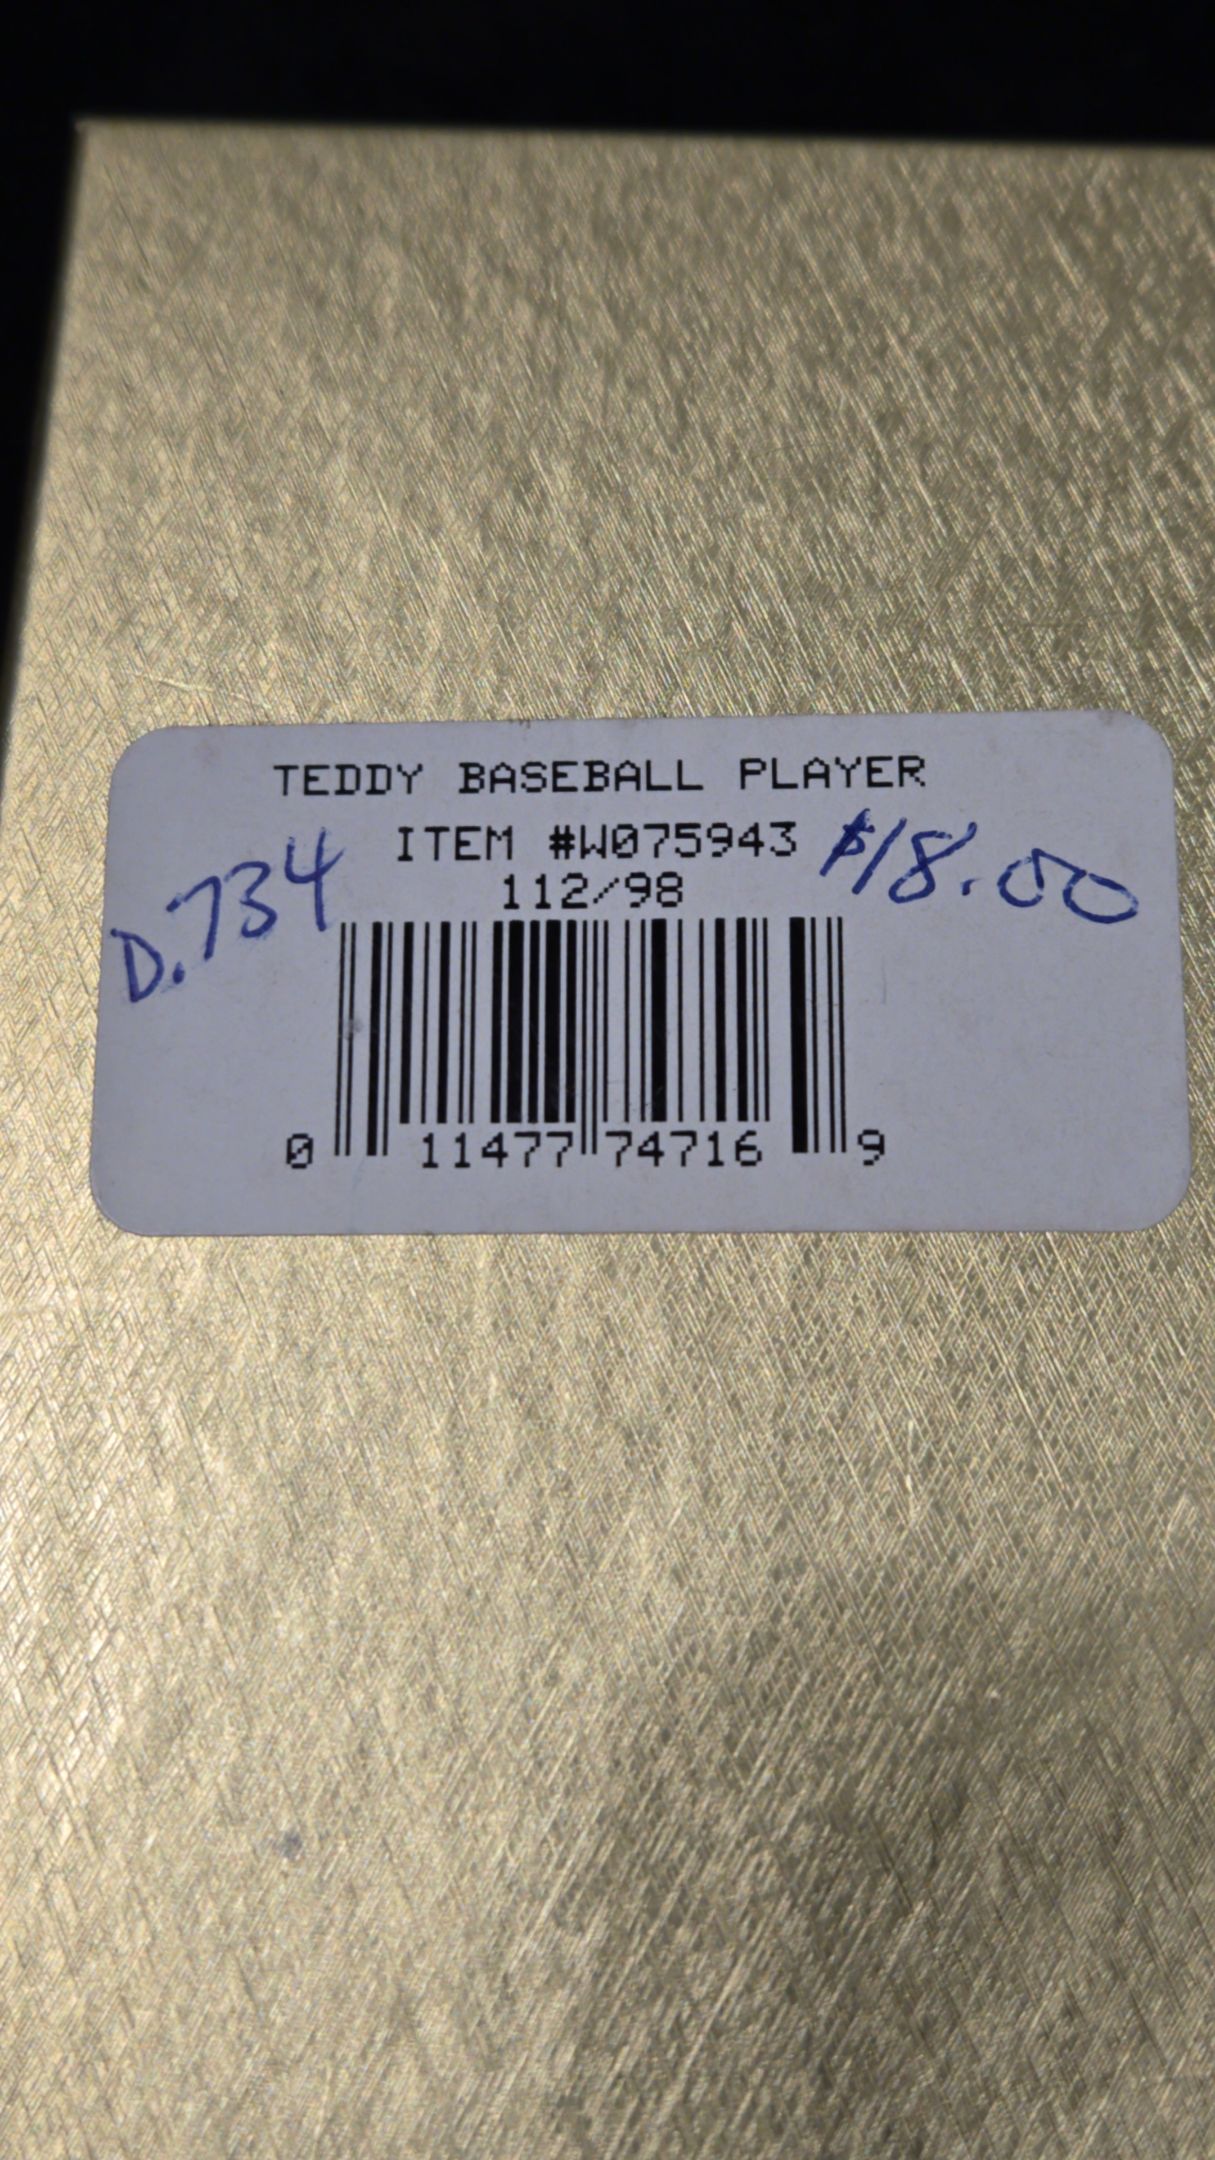 TEDDY BASEBALL PLAYER
ITEM #W075943
D.734
$18.00
112/98
0 11477 74716 9